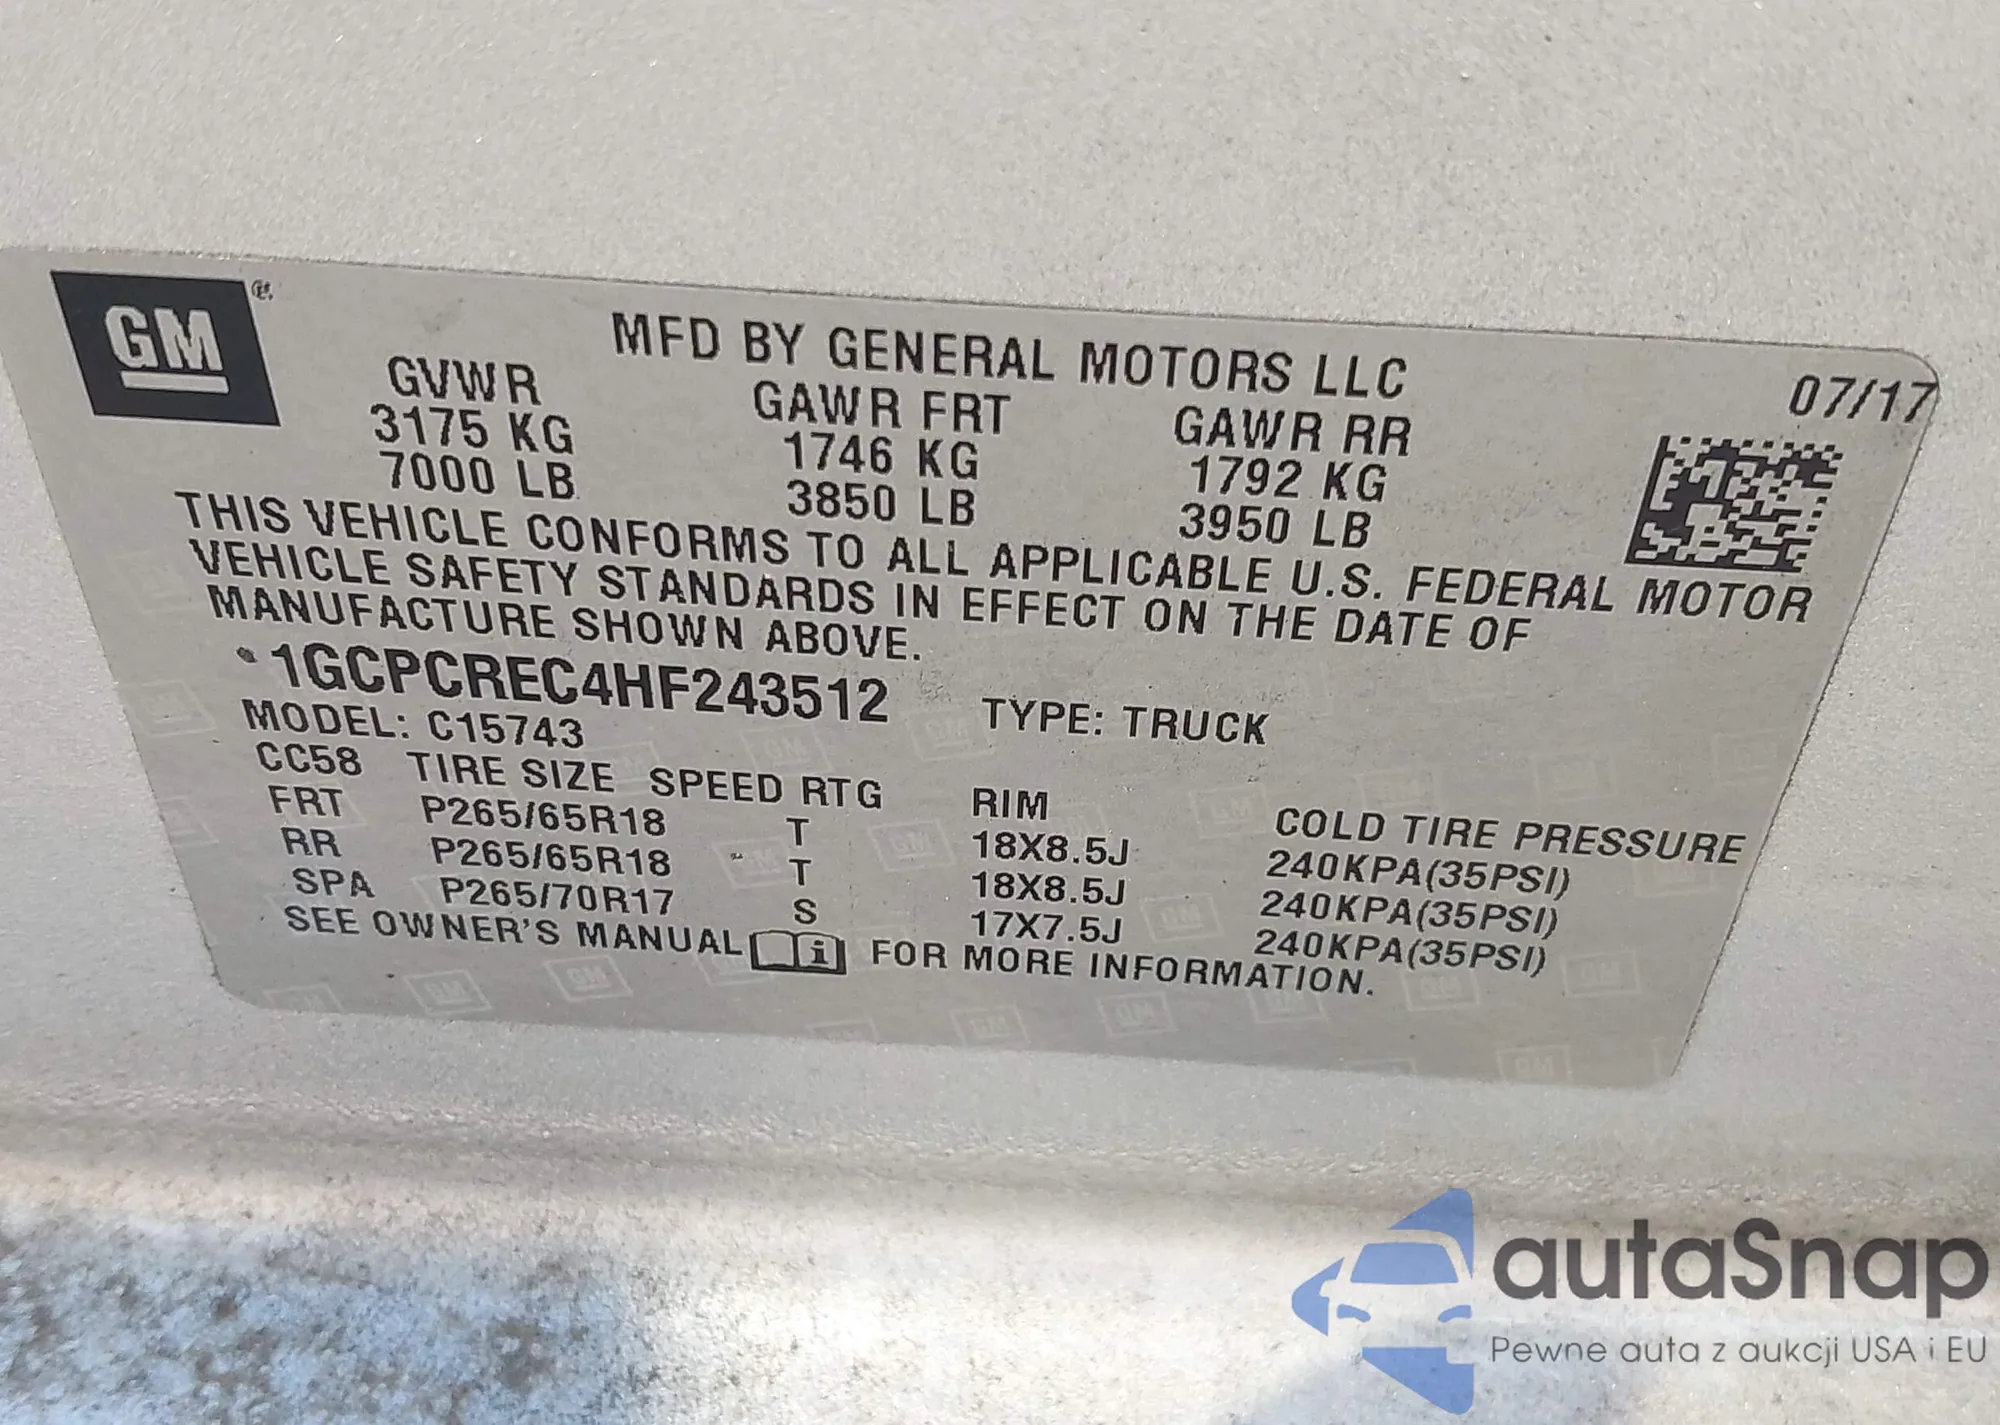 GM
MFD BY GENERAL MOTORS LLC
07/17
GVWR GAWR FRT GAWR RR
3175 KG 1746 KG 1792 KG
7000 LB 3850 LB 3950 LB
THIS VEHICLE CONFORMS TO ALL APPLICABLE U.S. FEDERAL MOTOR
VEHICLE SAFETY STANDARDS IN EFFECT ON THE DATE OF
MANUFACTURE SHOWN ABOVE.
*1GCPCREC4HF243512 TYPE: TRUCK
MODEL: C15743
CC58 TIRE SIZE SPEED RTG RIM COLD TIRE PRESSURE
FRT P265/65R18 T 18X8.5J 240KPA(35PSI)
RR P265/65R18 T 18X8.5J 240KPA(35PSI)
SPA P265/70R17 S 17X7.5J 240KPA(35PSI)
SEE OWNER'S MANUAL i FOR MORE INFORMATION.
autaSnap
Pewne auta z aukcji USA i EU